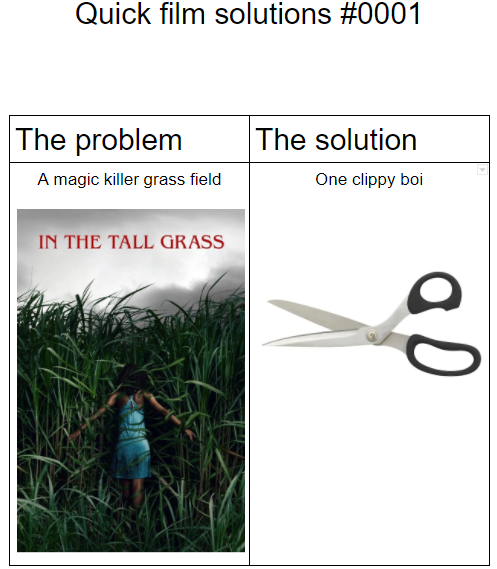 Quick film solutions #0001
The problem
The solution
A magic killer grass field
One clippy boi
IN THE TALL GRASS